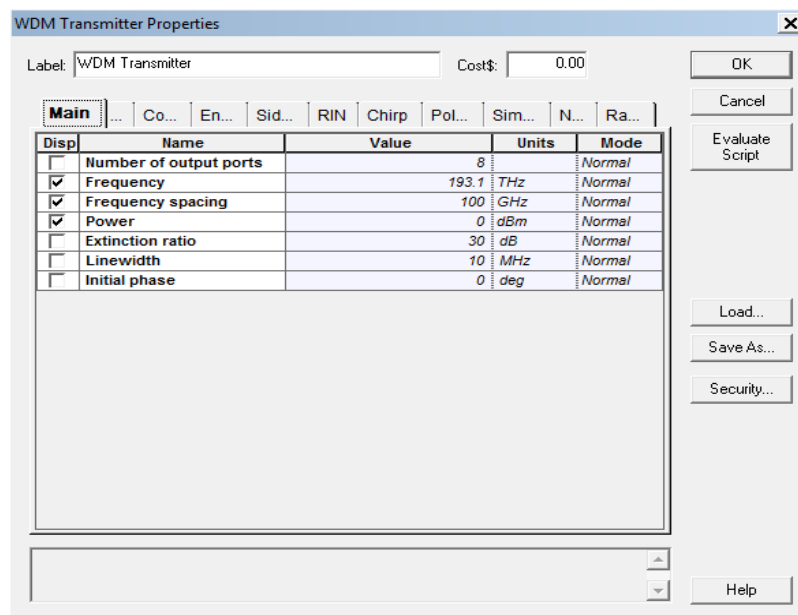 WDM Transmitter Properties
Label: WDM Transmitter Cost$: 0.00 OK
Main ... Co... En... Sid... RIN Chirp Pol... Sim... N... Ra... Cancel
Disp Name Value Units Mode Evaluate Script
Number of output ports 8 Normal
Frequency 193.1 THz Normal
Frequency spacing 100 GHz Normal
Power 0 dBm Normal
Extinction ratio 30 dB Normal
Linewidth 10 MHz Normal
Initial phase 0 deg Normal
Load...
Save As...
Security...
Help